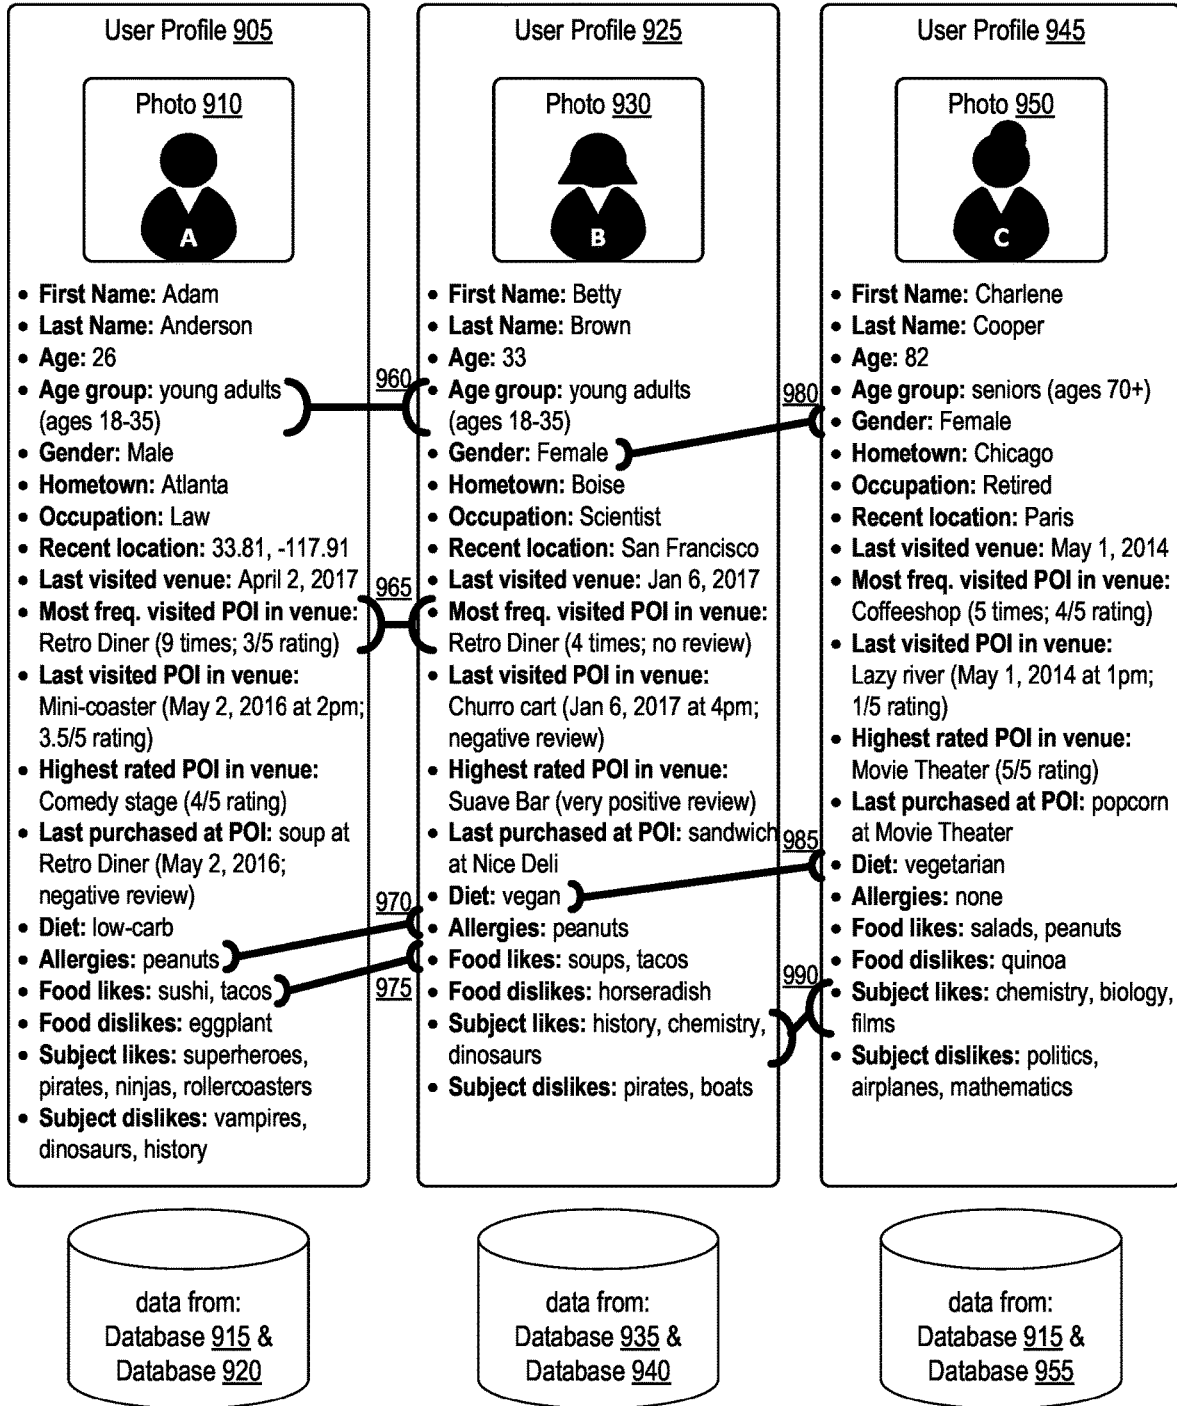 User Profile 905
Photo 910
A
• First Name: Adam
• Last Name: Anderson
• Age: 26
• Age group: young adults
(ages 18-35)
• Gender: Male
• Hometown: Atlanta
• Occupation: Law
• Recent location: 33.81, -117.91
• Last visited venue: April 2, 2017
• Most freq. visited POI in venue:
Retro Diner (9 times; 3/5 rating)
• Last visited POI in venue:
Mini-coaster (May 2, 2016 at 2pm;
3.5/5 rating)
• Highest rated POI in venue:
Comedy stage (4/5 rating)
• Last purchased at POI: soup at
Retro Diner (May 2, 2016;
negative review)
• Diet: low-carb
• Allergies: peanuts
• Food likes: sushi, tacos
• Food dislikes: eggplant
• Subject likes: superheroes,
pirates, ninjas, rollercoasters
• Subject dislikes: vampires,
dinosaurs, history
data from:
Database 915 &
Database 920
960
965
970
975
User Profile 925
Photo 930
B
• First Name: Betty
• Last Name: Brown
• Age: 33
• Age group: young adults
(ages 18-35)
• Gender: Female
• Hometown: Boise
• Occupation: Scientist
• Recent location: San Francisco
• Last visited venue: Jan 6, 2017
• Most freq. visited POI in venue:
Retro Diner (4 times; no review)
• Last visited POI in venue:
Churro cart (Jan 6, 2017 at 4pm;
negative review)
• Highest rated POI in venue:
Suave Bar (very positive review)
• Last purchased at POI: sandwich
at Nice Deli
• Diet: vegan
• Allergies: peanuts
• Food likes: soups, tacos
• Food dislikes: horseradish
• Subject likes: history, chemistry,
dinosaurs
• Subject dislikes: pirates, boats
data from:
Database 935 &
Database 940
980
985
990
User Profile 945
Photo 950
C
• First Name: Charlene
• Last Name: Cooper
• Age: 82
• Age group: seniors (ages 70+)
• Gender: Female
• Hometown: Chicago
• Occupation: Retired
• Recent location: Paris
• Last visited venue: May 1, 2014
• Most freq. visited POI in venue:
Coffeeshop (5 times; 4/5 rating)
• Last visited POI in venue:
Lazy river (May 1, 2014 at 1pm;
1/5 rating)
• Highest rated POI in venue:
Movie Theater (5/5 rating)
• Last purchased at POI: popcorn
at Movie Theater
• Diet: vegetarian
• Allergies: none
• Food likes: salads, peanuts
• Food dislikes: quinoa
• Subject likes: chemistry, biology,
films
• Subject dislikes: politics,
airplanes, mathematics
data from:
Database 915 &
Database 955